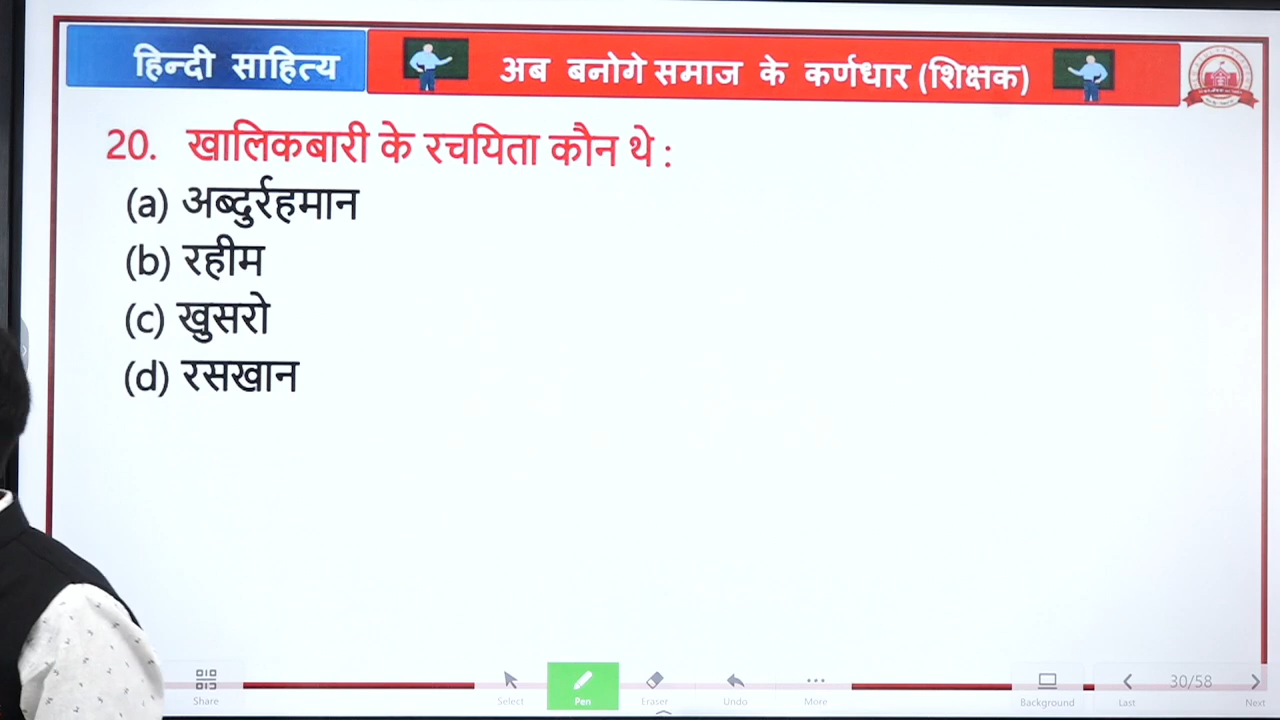 हिन्दी साहित्य
अब बनोगे समाज के कर्णधार (शिक्षक)
20. खालिकबारी के रचयिता कौन थे :
(a) अब्दुर्रहमान
(b) रहीम
(c) खुसरो
(d) रसखान
Share
Select
Pen
Eraser
Undo
More
Background
Last
30/58
Next